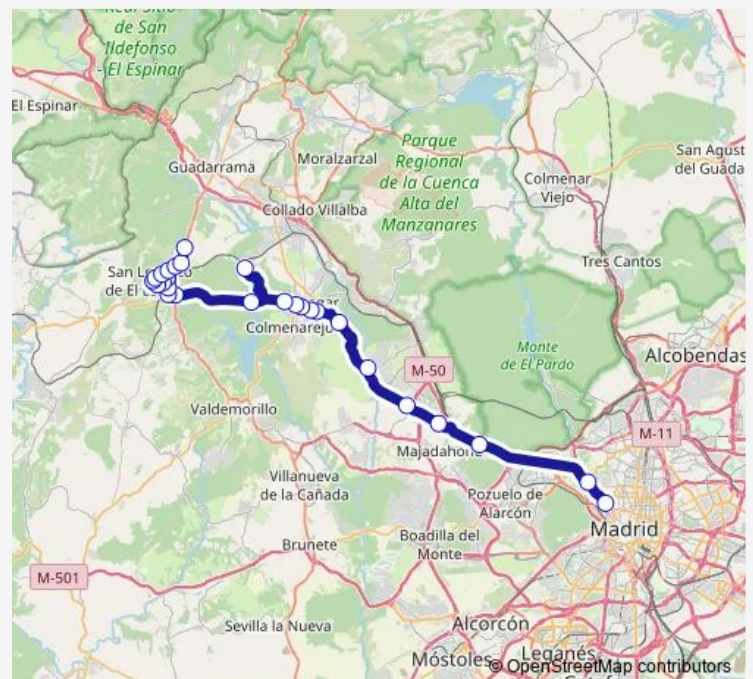 Real Sitio
de San
Ildefonso
- El Espinar
El Espinar
Guadarrama
Moralzarzal
Parque
Regional
de la Cuenca
Alta del
Manzanares
Colmenar
Viejo
San Agust
del Guada
Collado Villalba
Tres Cantos
San L
de El
Colmenarejo
Monte
de El Pardo
Alcobendas
M-50
M-11
Valdemorillo
Majadahonda
Villanueva
de la Cañada
Pozuelo de
Alarcón
Madrid
Brunete
Boadilla del
Monte
M-501
Sevilla la Nueva
Alcorcón
Móstoles
Leganés
© OpenStreetMap contributors